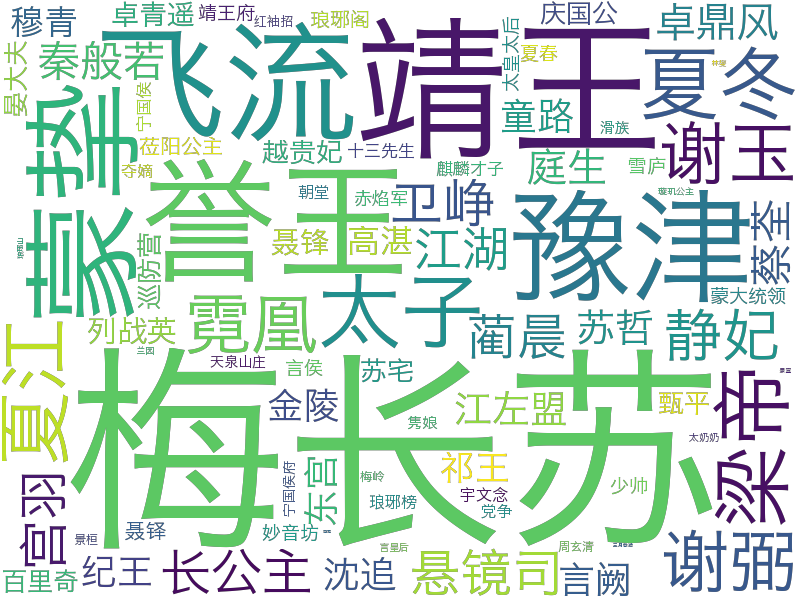 穆青
卓青遥
靖王府
红袖招
琅琊阁
飞流
靖王
庆国公
太皇太后
夏春
卓鼎风
神医
晏大夫
秦般若
宁国侯
夏冬
童路
滑族
谢玉
蒙挚
莅阳公主
夺嫡
越贵妃
十三先生
麒麟才子
庭生
雪庐
璇玑公主
誉王
朝堂
赤焰军
卫峥
豫津
蔡荃
巡防营
聂锋
高湛
江湖
列战英
霓凰
太子
蔺晨
苏哲
蒙大统领
静妃
夏江
兰园
天泉山庄
言侯
苏宅
梅长苏
金陵
隽娘
江左盟
甄平
太奶奶
梁帝
宫羽
祁王
宇文念
少帅
东宫
宁国侯府
梅岭
琅琊榜
党争
聂铎
景桓
妙音坊
言皇后
周玄清
谢弼
百里奇
纪王
长公主
沈追
悬镜司
言阙